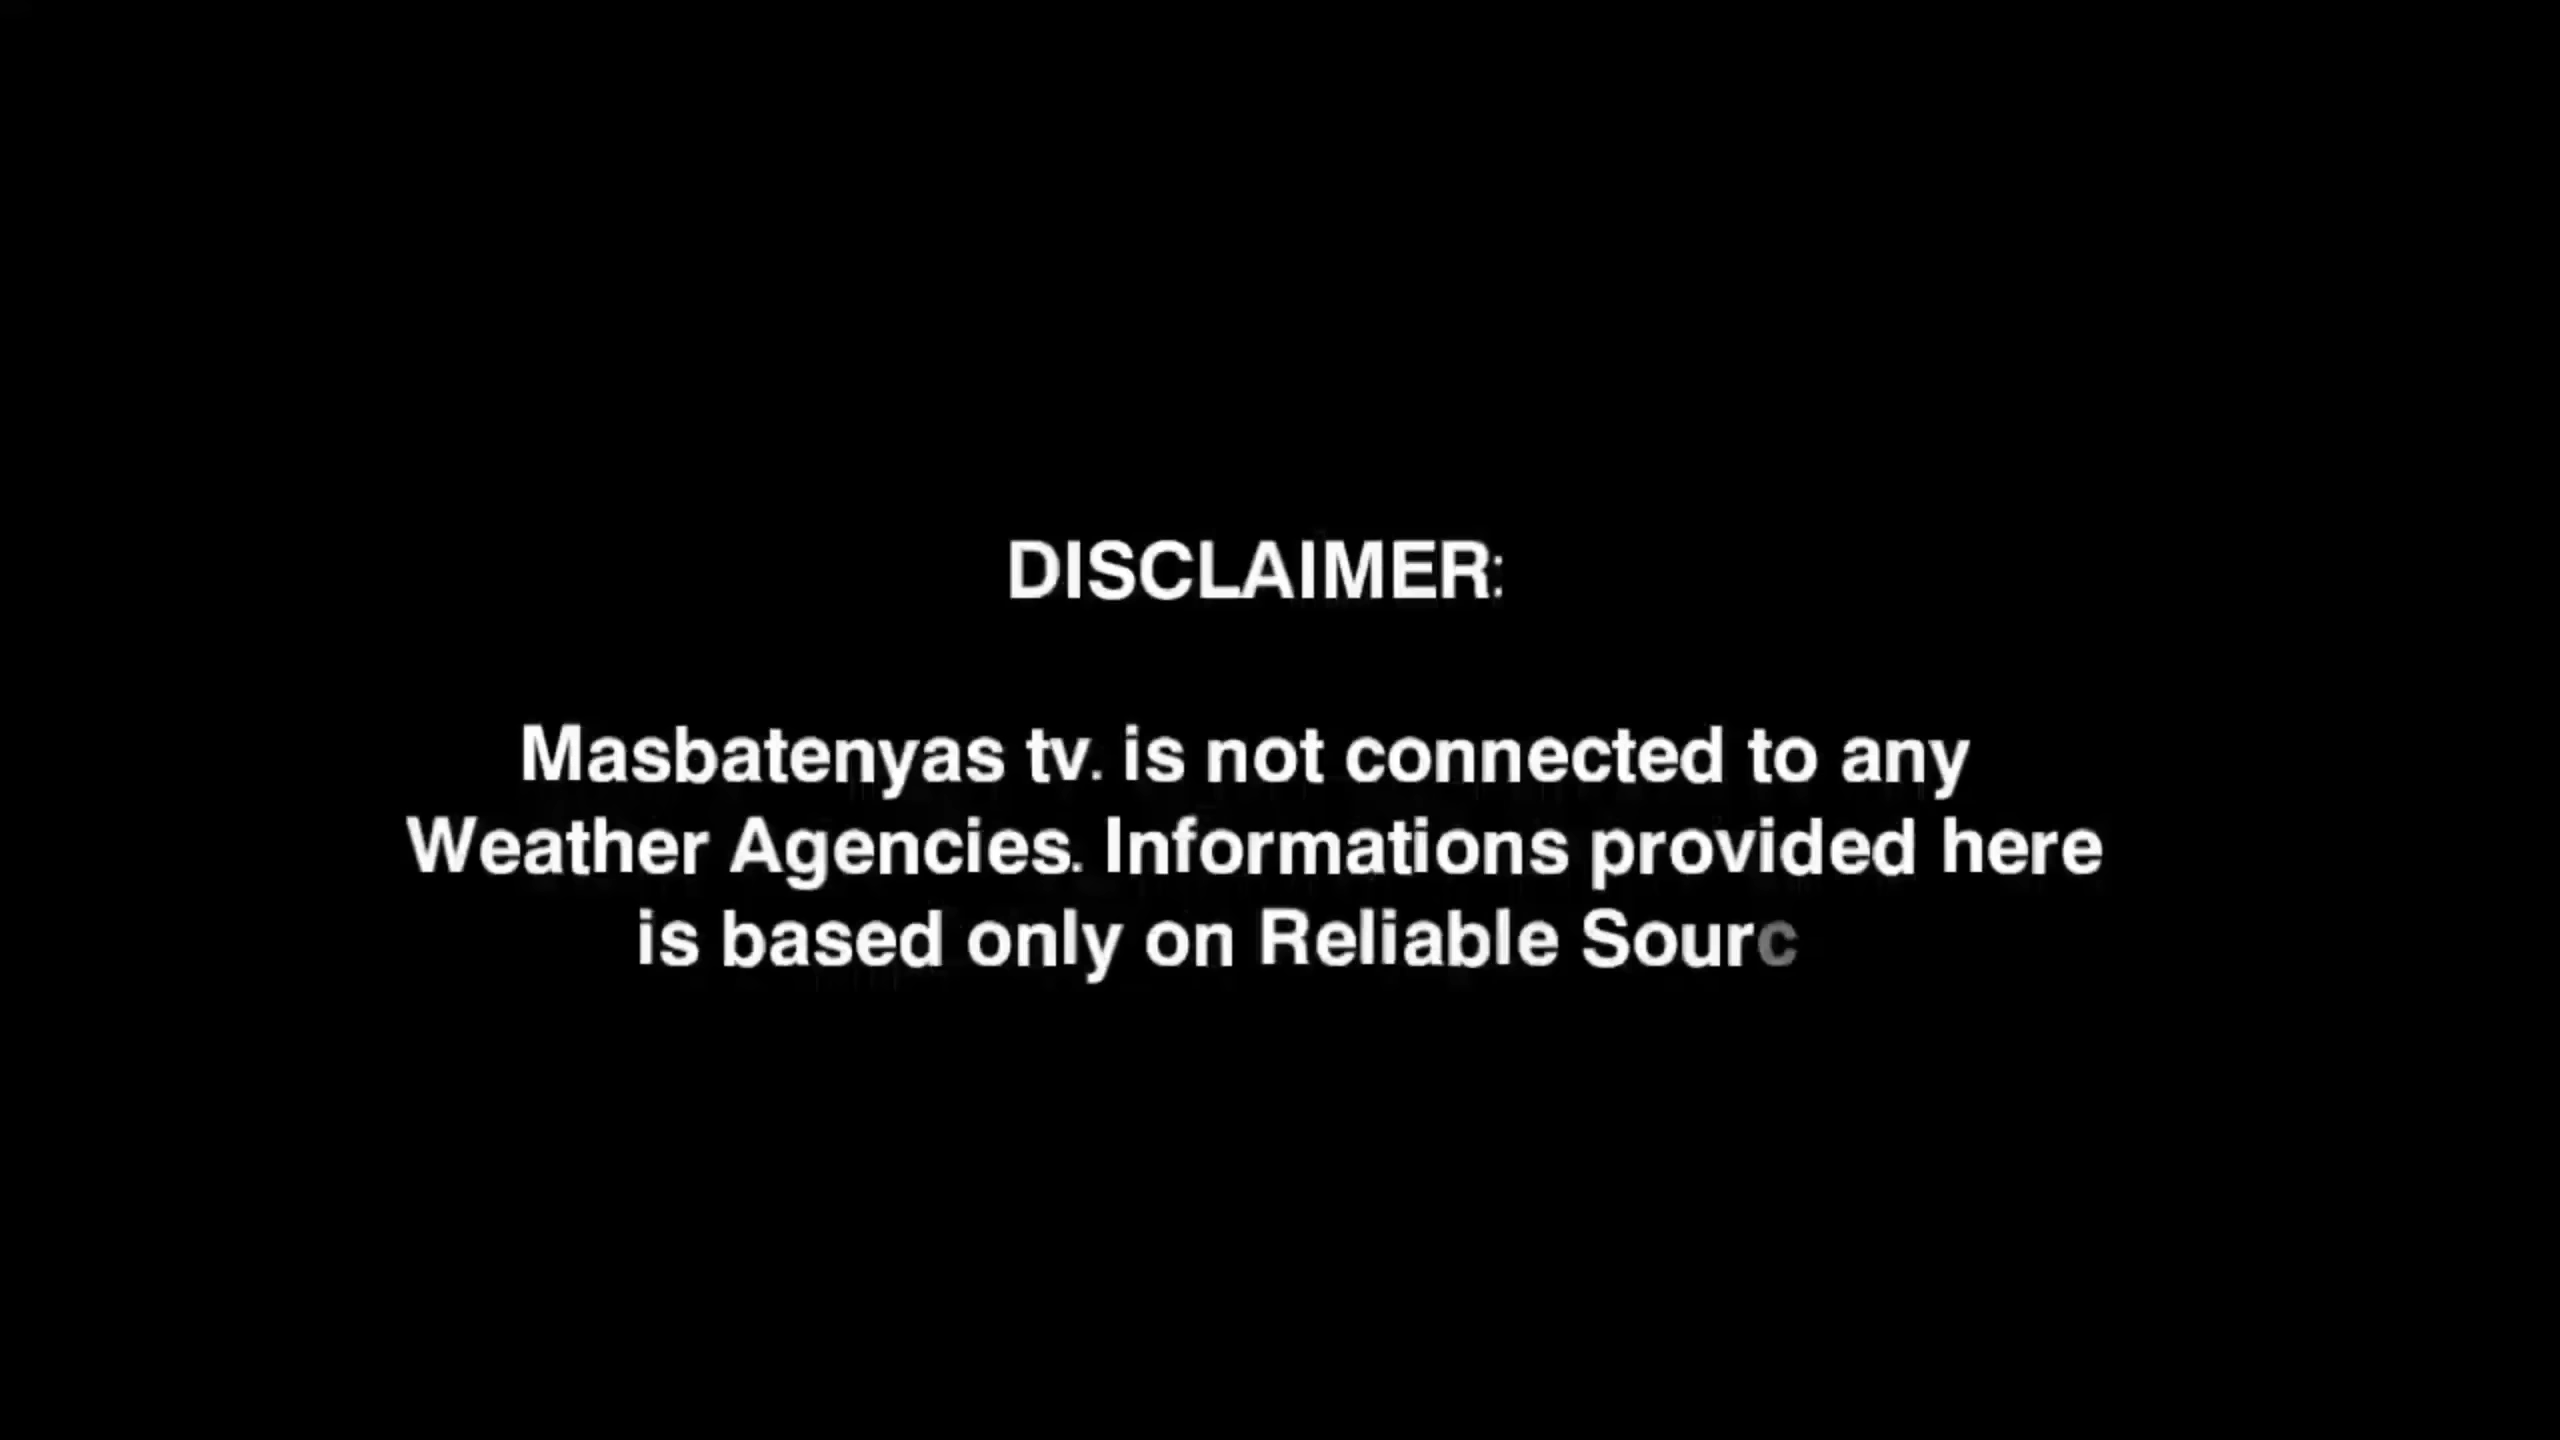 DISCLAIMER:
Masbatenyas tv. is not connected to any
Weather Agencies. Informations provided here
is based only on Reliable Sourc